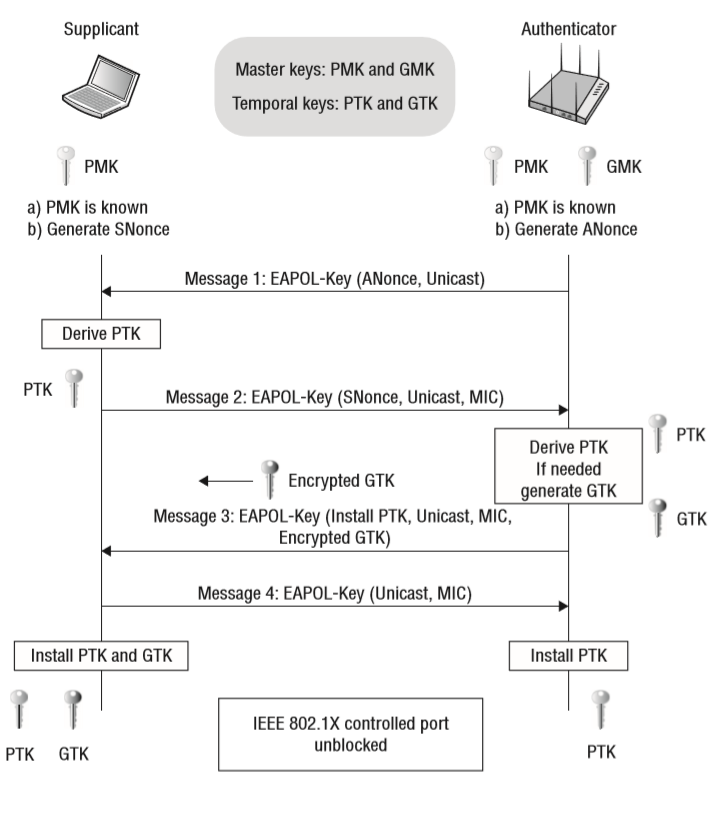 Supplicant
Authenticator
Master keys: PMK and GMK
Temporal keys: PTK and GTK
PMK
PMK
GMK
a) PMK is known
b) Generate SNonce
a) PMK is known
b) Generate ANonce
Message 1: EAPOL-Key (ANonce, Unicast)
Derive PTK
PTK
Message 2: EAPOL-Key (SNonce, Unicast, MIC)
Derive PTK
If needed
generate GTK
PTK
Encrypted GTK
GTK
Message 3: EAPOL-Key (Install PTK, Unicast, MIC,
Encrypted GTK)
Message 4: EAPOL-Key (Unicast, MIC)
Install PTK and GTK
Install PTK
IEEE 802.1X controlled port
unblocked
PTK
GTK
PTK